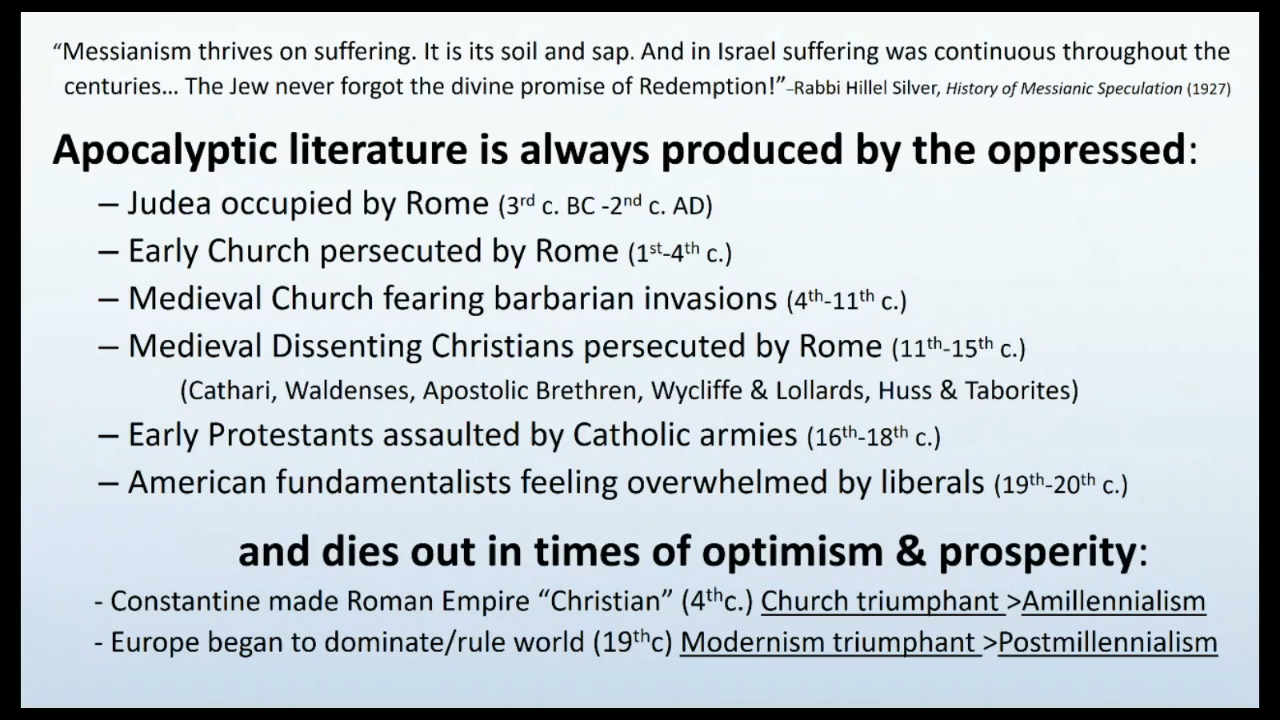 “Messianism thrives on suffering. It is its soil and sap. And in Israel suffering was continuous throughout the
centuries... The Jew never forgot the divine promise of Redemption!” –Rabbi Hillel Silver, History of Messianic Speculation (1927)
Apocalyptic literature is always produced by the oppressed:
– Judea occupied by Rome (3rd c. BC -2nd c. AD)
– Early Church persecuted by Rome (1st-4th c.)
– Medieval Church fearing barbarian invasions (4th-11th c.)
– Medieval Dissenting Christians persecuted by Rome (11th-15th c.)
(Cathari, Waldenses, Apostolic Brethren, Wycliffe & Lollards, Huss & Taborites)
– Early Protestants assaulted by Catholic armies (16th-18th c.)
– American fundamentalists feeling overwhelmed by liberals (19th-20th c.)
and dies out in times of optimism & prosperity:
- Constantine made Roman Empire “Christian” (4thc.) Church triumphant >Amillennialism
- Europe began to dominate/rule world (19thc) Modernism triumphant >Postmillennialism